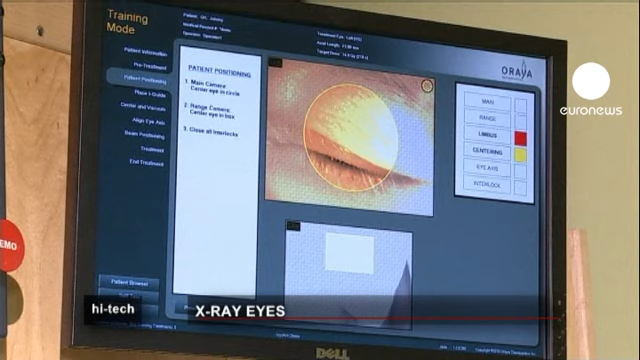 Training
Mode
Patient Information
Pre-Treatment
Patient Positioning
Place I-Guide
Center and Vacuum
Align Eye Axis
Beam Positioning
Treatment
End Treatment
Patient Browser
PATIENT POSITIONING
1. Main Camera:
Center eye in circle
2. Range Camera:
Center eye in box
3. Close all Interlocks
ORAYA
MAIN
RANGE
LIMBUS
CENTERING
EYE AXIS
INTERLOCK
euronews
EMO
hi-tech
X-RAY EYES
DELL